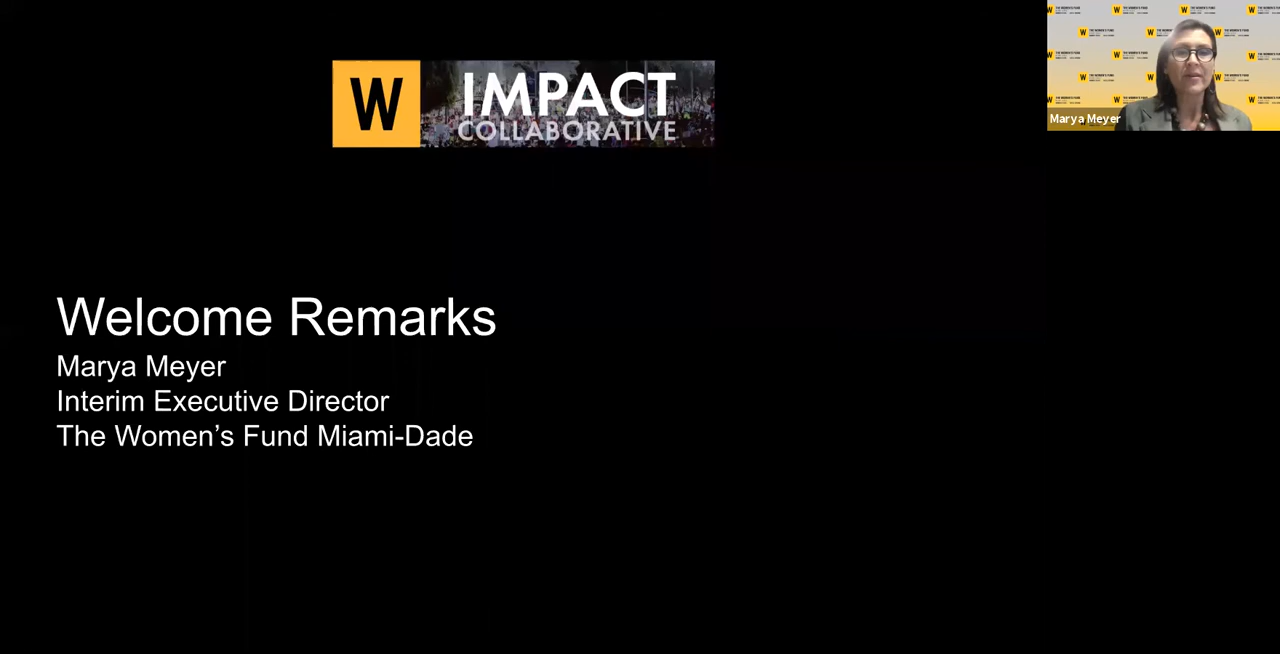 W
IMPACT
COLLABORATIVE
Marya Meyer
Welcome Remarks
Marya Meyer
Interim Executive Director
The Women’s Fund Miami-Dade